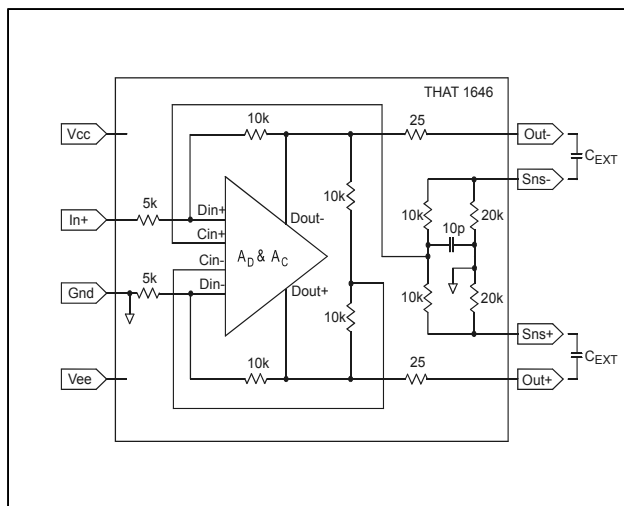 THAT 1646
Vcc
10k
25
Out-
CEXT
Sns-
10k
10k
20k
10p
In+
5k
Din+
Dout-
Cin+
AD & AC
Cin-
Gnd
5k
Din-
Dout+
10k
10k
20k
Sns+
10k
25
CEXT
Vee
Out+